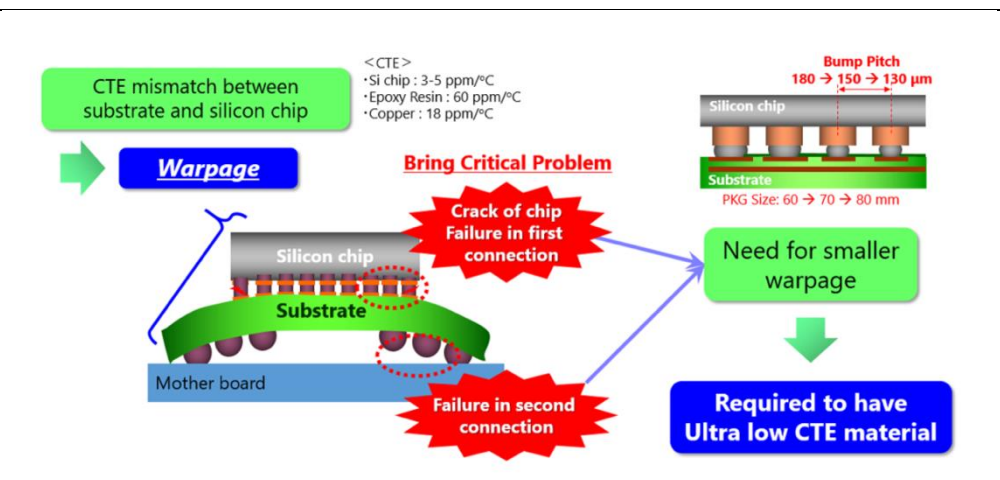 CTE mismatch between
substrate and silicon chip
<CTE>
・Si chip : 3-5 ppm/ºC
・Epoxy Resin : 60 ppm/ºC
・Copper : 18 ppm/ºC
Warpage
Bring Critical Problem
Crack of chip
Failure in first
connection
Silicon chip
Substrate
Mother board
Failure in second
connection
Bump Pitch
180 → 150 → 130 μm
Silicon chip
Substrate
PKG Size: 60 → 70 → 80 mm
Need for smaller
warpage
Required to have
Ultra low CTE material